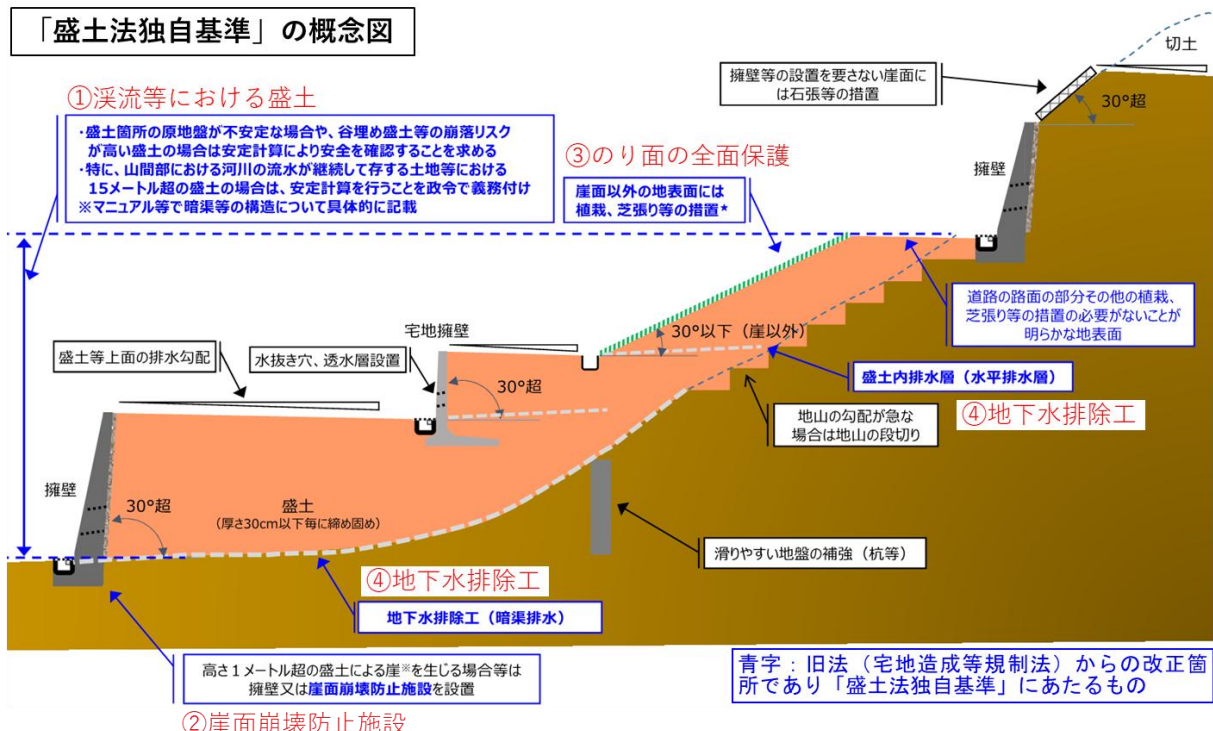 「盛土法独自基準」の概念図
切土
擁壁等の設置を要さない崖面に
は石張等の措置
30°超
①渓流等における盛土
・盛土箇所の原地盤が不安定な場合や、谷埋め盛土等の崩落リスク
が高い盛土の場合は安定計算により安全を確認することを求める
・特に、山間部における河川の流水が継続して存する土地等における
15メートル超の盛土の場合は、安定計算を行うことを政令で義務付け
※マニュアル等で暗渠等の構造について具体的に記載
③のり面の全面保護
崖面以外の地表面には
植栽、芝張り等の措置★
擁壁
道路の路面の部分その他の植栽、
芝張り等の措置の必要がないことが
明らかな地表面
宅地擁壁
30°以下（崖以外）
盛土等上面の排水勾配
水抜き穴、透水層設置
30°超
盛土内排水層（水平排水層）
④地下水排除工
地山の勾配が急な
場合は地山の段切り
擁壁
30°超
盛土
（厚さ30cm以下毎に締め固め）
滑りやすい地盤の補強（杭等）
④地下水排除工
地下水排除工（暗渠排水）
高さ１メートル超の盛土による崖※を生じる場合等は
擁壁又は崖面崩壊防止施設を設置
②崖面崩壊防止施設
青字：旧法（宅地造成等規制法）からの改正箇
所であり「盛土法独自基準」にあたるもの